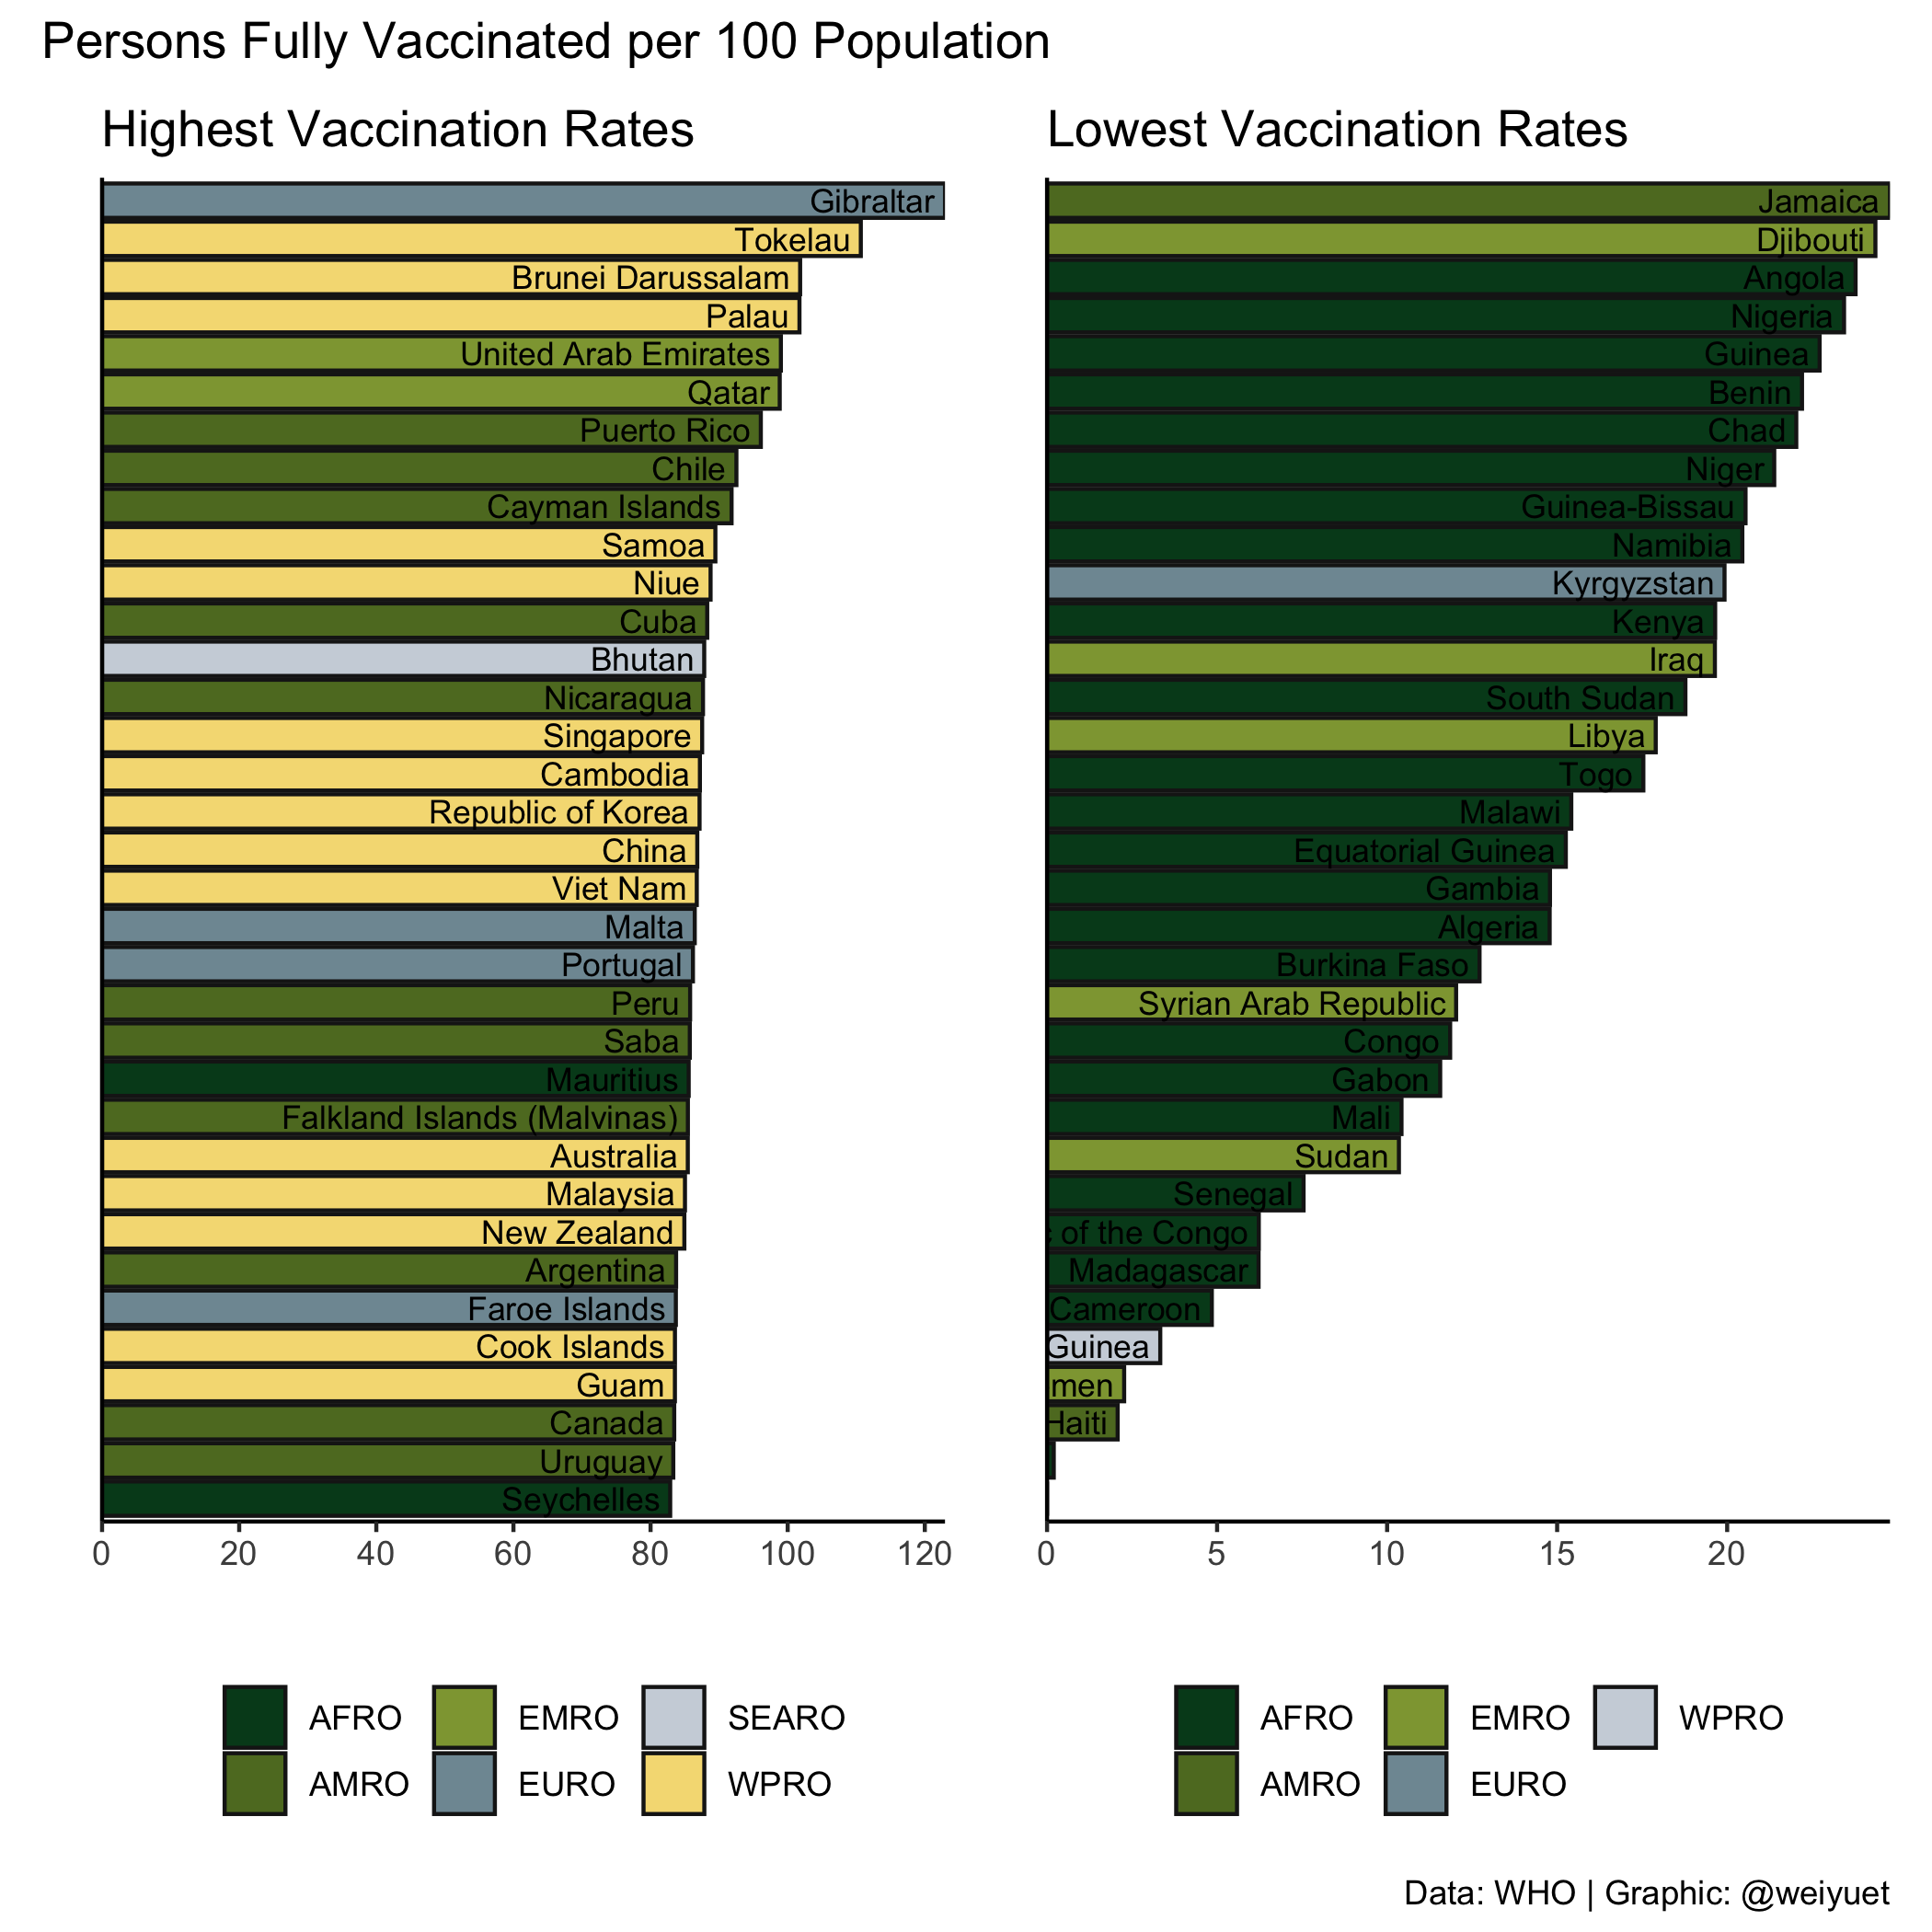 Persons Fully Vaccinated per 100 Population
Highest Vaccination Rates
Gibraltar
Tokelau
Brunei Darussalam
Palau
United Arab Emirates
Qatar
Puerto Rico
Chile
Cayman Islands
Samoa
Niue
Cuba
Bhutan
Nicaragua
Singapore
Cambodia
Republic of Korea
China
Viet Nam
Malta
Portugal
Peru
Saba
Mauritius
Falkland Islands (Malvinas)
Australia
Malaysia
New Zealand
Argentina
Faroe Islands
Cook Islands
Guam
Canada
Uruguay
Seychelles
0 20 40 60 80 100 120
AFRO EMRO SEARO
AMRO EURO WPRO
Lowest Vaccination Rates
Jamaica
Djibouti
Angola
Nigeria
Guinea
Benin
Chad
Niger
Guinea-Bissau
Namibia
Kyrgyzstan
Kenya
Iraq
South Sudan
Libya
Togo
Malawi
Equatorial Guinea
Gambia
Algeria
Burkina Faso
Syrian Arab Republic
Congo
Gabon
Mali
Sudan
Senegal
of the Congo
Madagascar
Cameroon
Guinea
men
Haiti
0 5 10 15 20
AFRO EMRO WPRO
AMRO EURO
Data: WHO | Graphic: @weiyuet